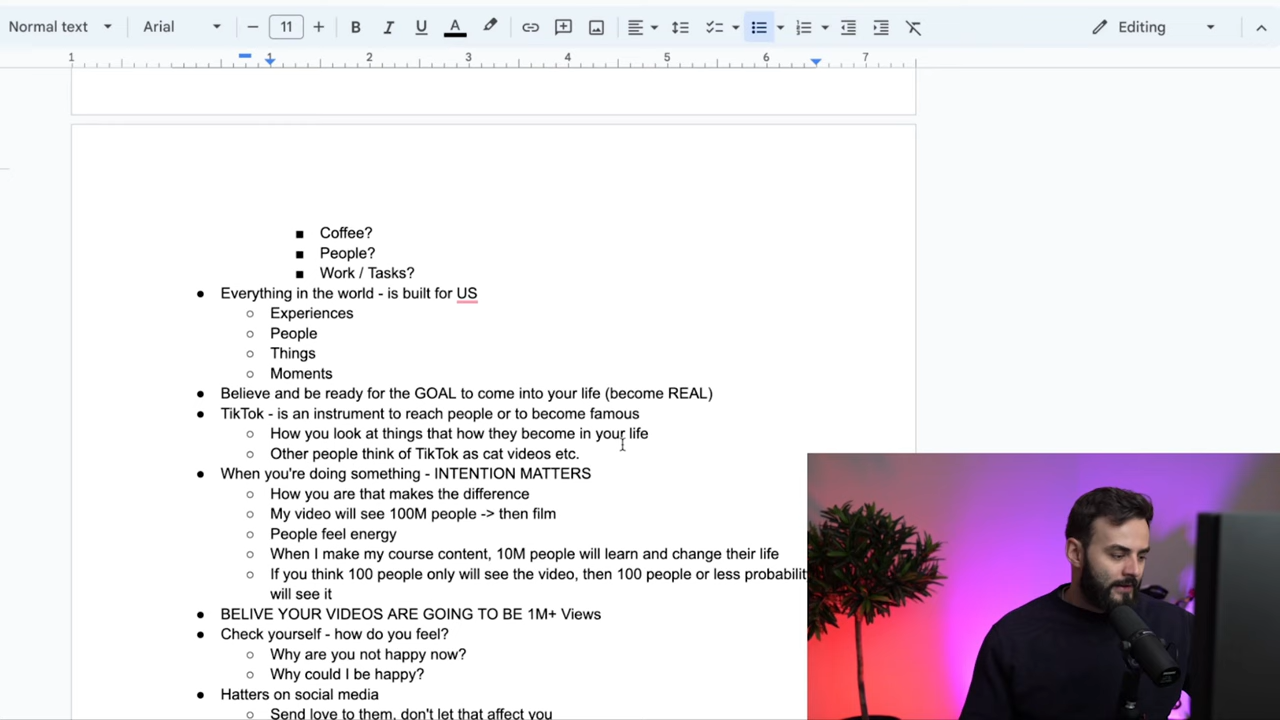 Normal text Arial 11 B I U A Editing
1 1 2 3 4 5 6 7
Coffee?
People?
Work / Tasks?
Everything in the world - is built for US
Experiences
People
Things
Moments
Believe and be ready for the GOAL to come into your life (become REAL)
TikTok - is an instrument to reach people or to become famous
How you look at things that how they become in your life
Other people think of TikTok as cat videos etc.
When you're doing something - INTENTION MATTERS
How you are that makes the difference
My video will see 100M people -> then film
People feel energy
When I make my course content, 10M people will learn and change their life
If you think 100 people only will see the video, then 100 people or less probabilit
will see it
BELIVE YOUR VIDEOS ARE GOING TO BE 1M+ Views
Check yourself - how do you feel?
Why are you not happy now?
Why could I be happy?
Hatters on social media
Send love to them, don't let that affect you